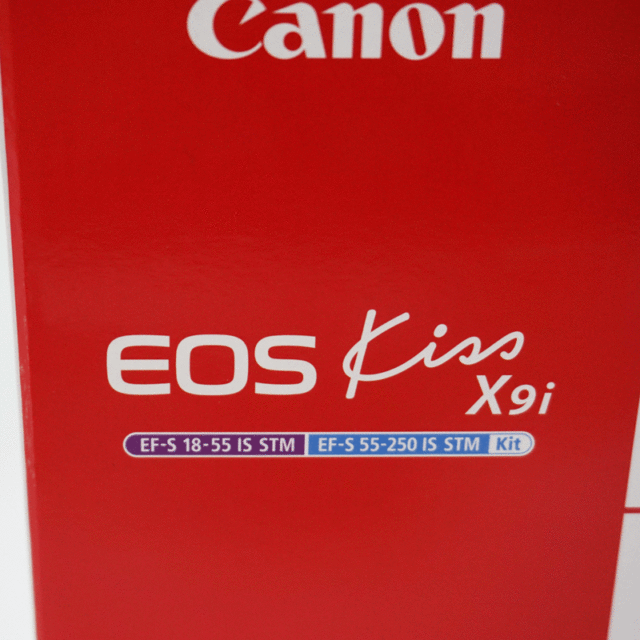 Canon
EOS Kiss
X9i
EF-S 18-55 IS STM EF-S 55-250 IS STM Kit